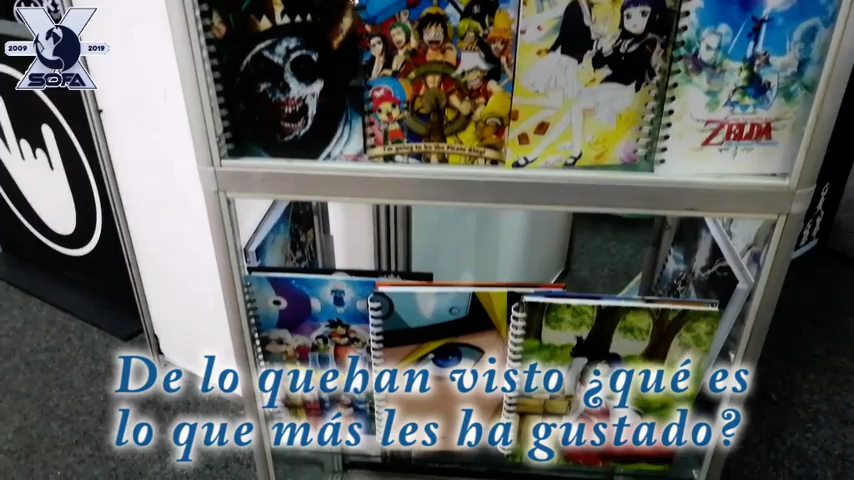 2009 2019
X
SOFA
I'm going to be the Pirate King!
ZELDA
De lo quehan visto ¿qué es
lo que más les ha gustado?